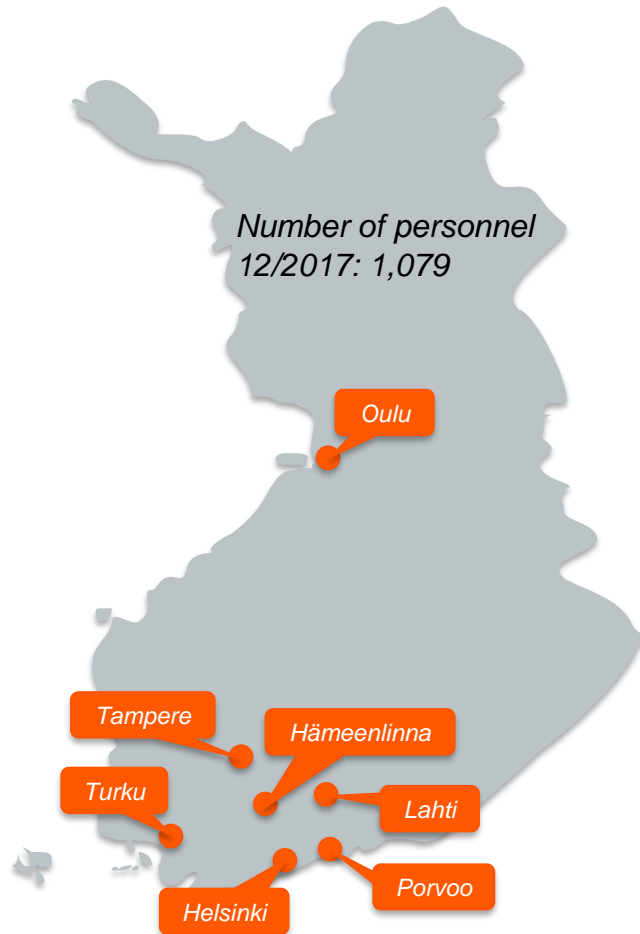 Number of personnel
12/2017: 1,079
Oulu
Tampere
Hämeenlinna
Turku
Lahti
Porvoo
Helsinki